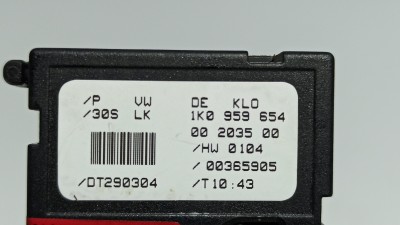 /P VW DE KLO
/30S LK 1K0 959 654
00 2035 00
/HW 0104
/ 00365905
/DT290304 /T10:43